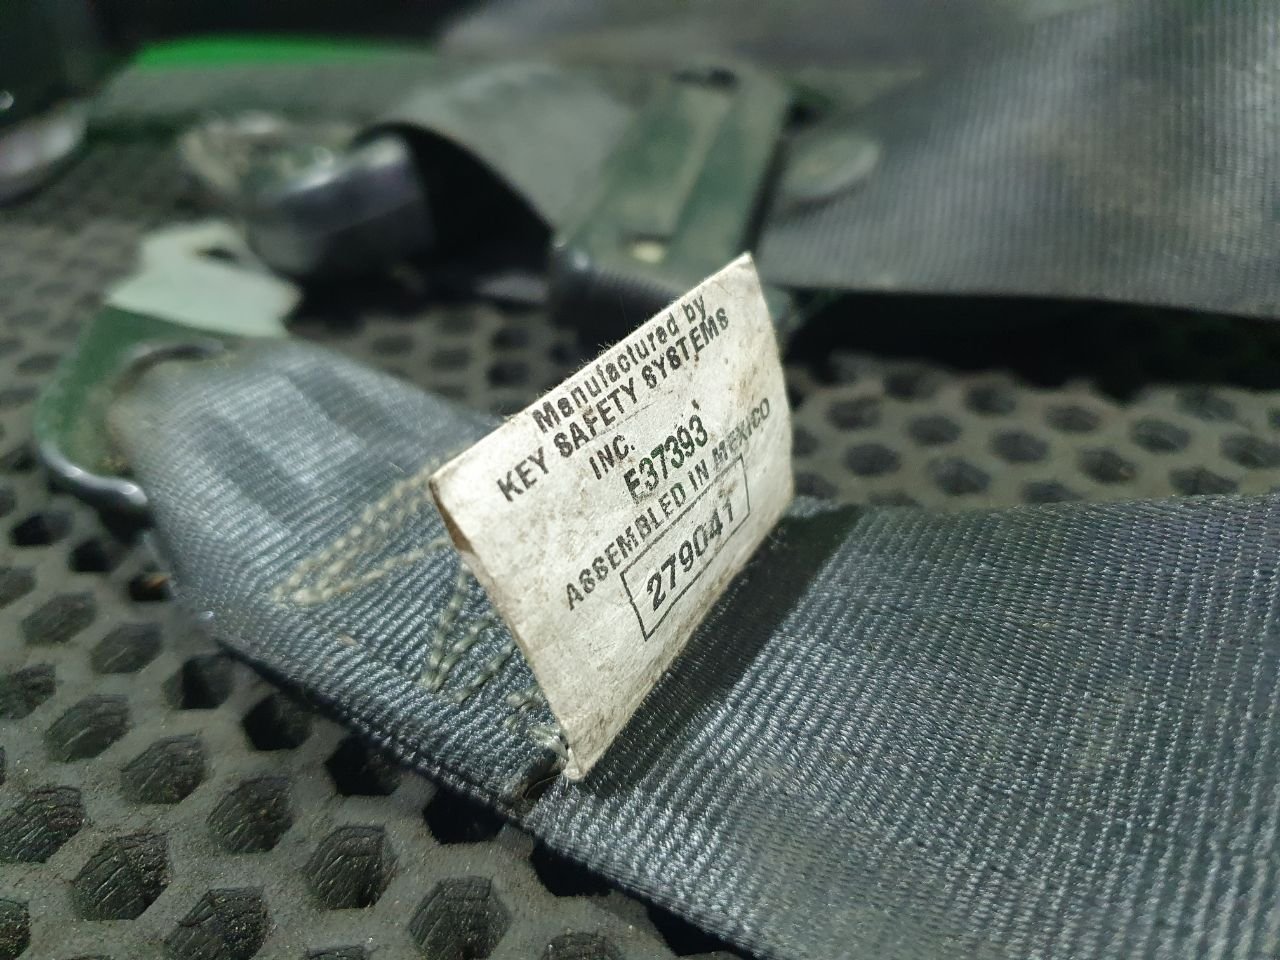 Manufactured by
KEY SAFETY SYSTEMS
INC.
E37393
ASSEMBLED IN MEXICO
279041